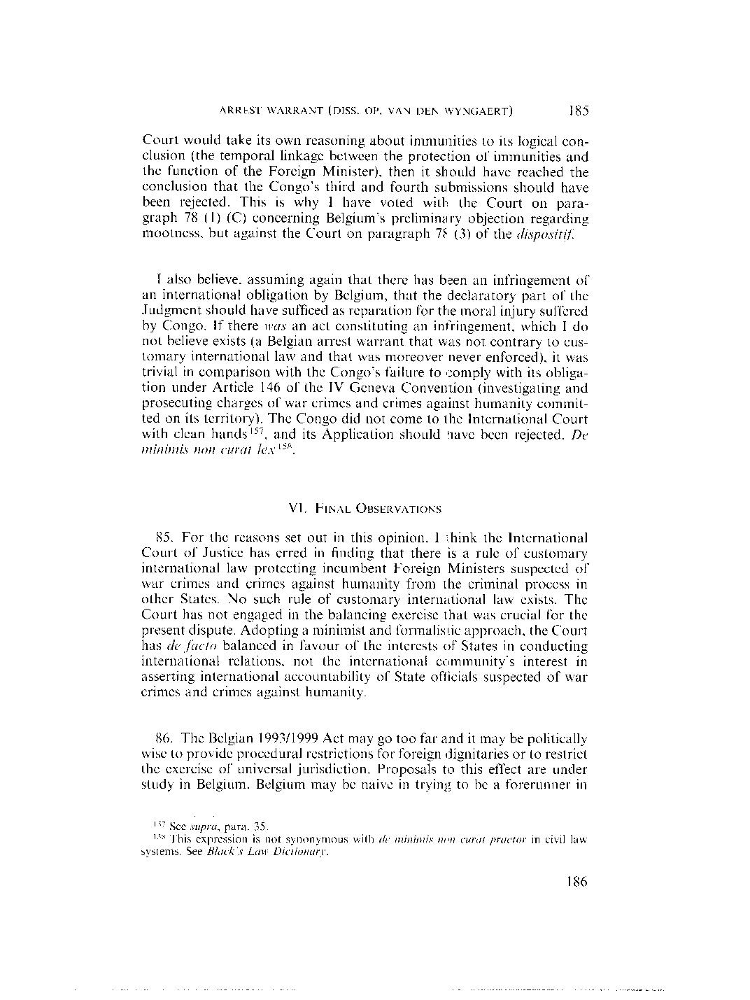 ARREST WARRANT (DISS. OP. VAN DEN WYNGAERT) 185
Court would take its own reasoning about immunities to its logical con-
clusion (the temporal linkage between the protection of immunities and
the function of the Foreign Minister), then it should have reached the
conclusion that the Congo's third and fourth submissions should have
been rejected. This is why I have voted with the Court on para-
graph 78 (1) (C) concerning Belgium's preliminary objection regarding
mootness, but against the Court on paragraph 78 (3) of the dispositif.
I also believe, assuming again that there has been an infringement of
an international obligation by Belgium, that the declaratory part of the
Judgment should have sufficed as reparation for the moral injury suffered
by Congo. If there was an act constituting an infringement, which I do
not believe exists (a Belgian arrest warrant that was not contrary to cus-
tomary international law and that was moreover never enforced), it was
trivial in comparison with the Congo's failure to comply with its obliga-
tion under Article 146 of the IV Geneva Convention (investigating and
prosecuting charges of war crimes and crimes against humanity commit-
ted on its territory). The Congo did not come to the International Court
with clean hands 157, and its Application should have been rejected. De
minimis non curat lex 158.
VI. FINAL OBSERVATIONS
85. For the reasons set out in this opinion, I think the International
Court of Justice has erred in finding that there is a rule of customary
international law protecting incumbent Foreign Ministers suspected of
war crimes and crimes against humanity from the criminal process in
other States. No such rule of customary international law exists. The
Court has not engaged in the balancing exercise that was crucial for the
present dispute. Adopting a minimist and formalistic approach, the Court
has de facto balanced in favour of the interests of States in conducting
international relations, not the international community's interest in
asserting international accountability of State officials suspected of war
crimes and crimes against humanity.
86. The Belgian 1993/1999 Act may go too far and it may be politically
wise to provide procedural restrictions for foreign dignitaries or to restrict
the exercise of universal jurisdiction. Proposals to this effect are under
study in Belgium. Belgium may be naive in trying to be a forerunner in
157 See supra, para. 35.
158 This expression is not synonymous with de minimis non curat praetor in civil law
systems. See Black's Law Dictionary.
186